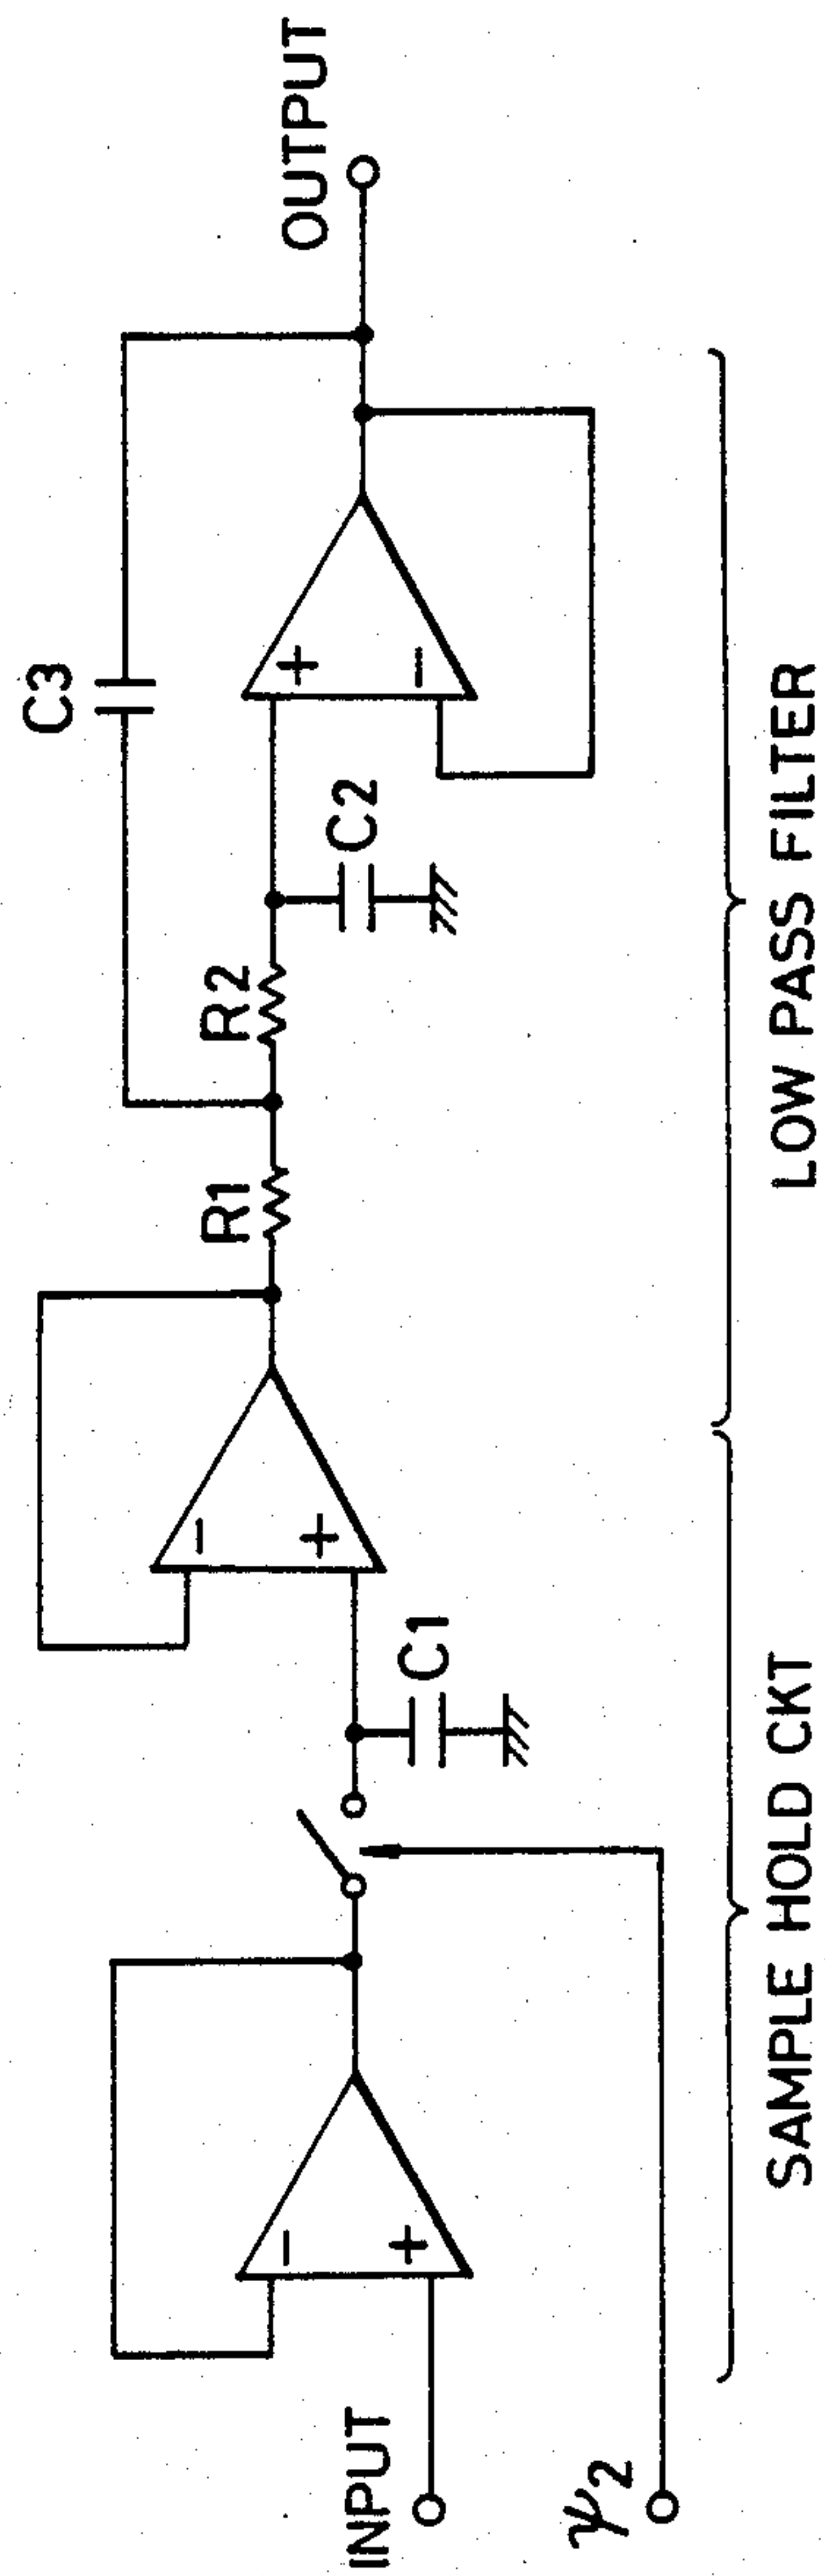 INPUT
ψ2
−
+
C1
−
+
R1
R2
C2
C3
+
−
OUTPUT
SAMPLE HOLD CKT
LOW PASS FILTER